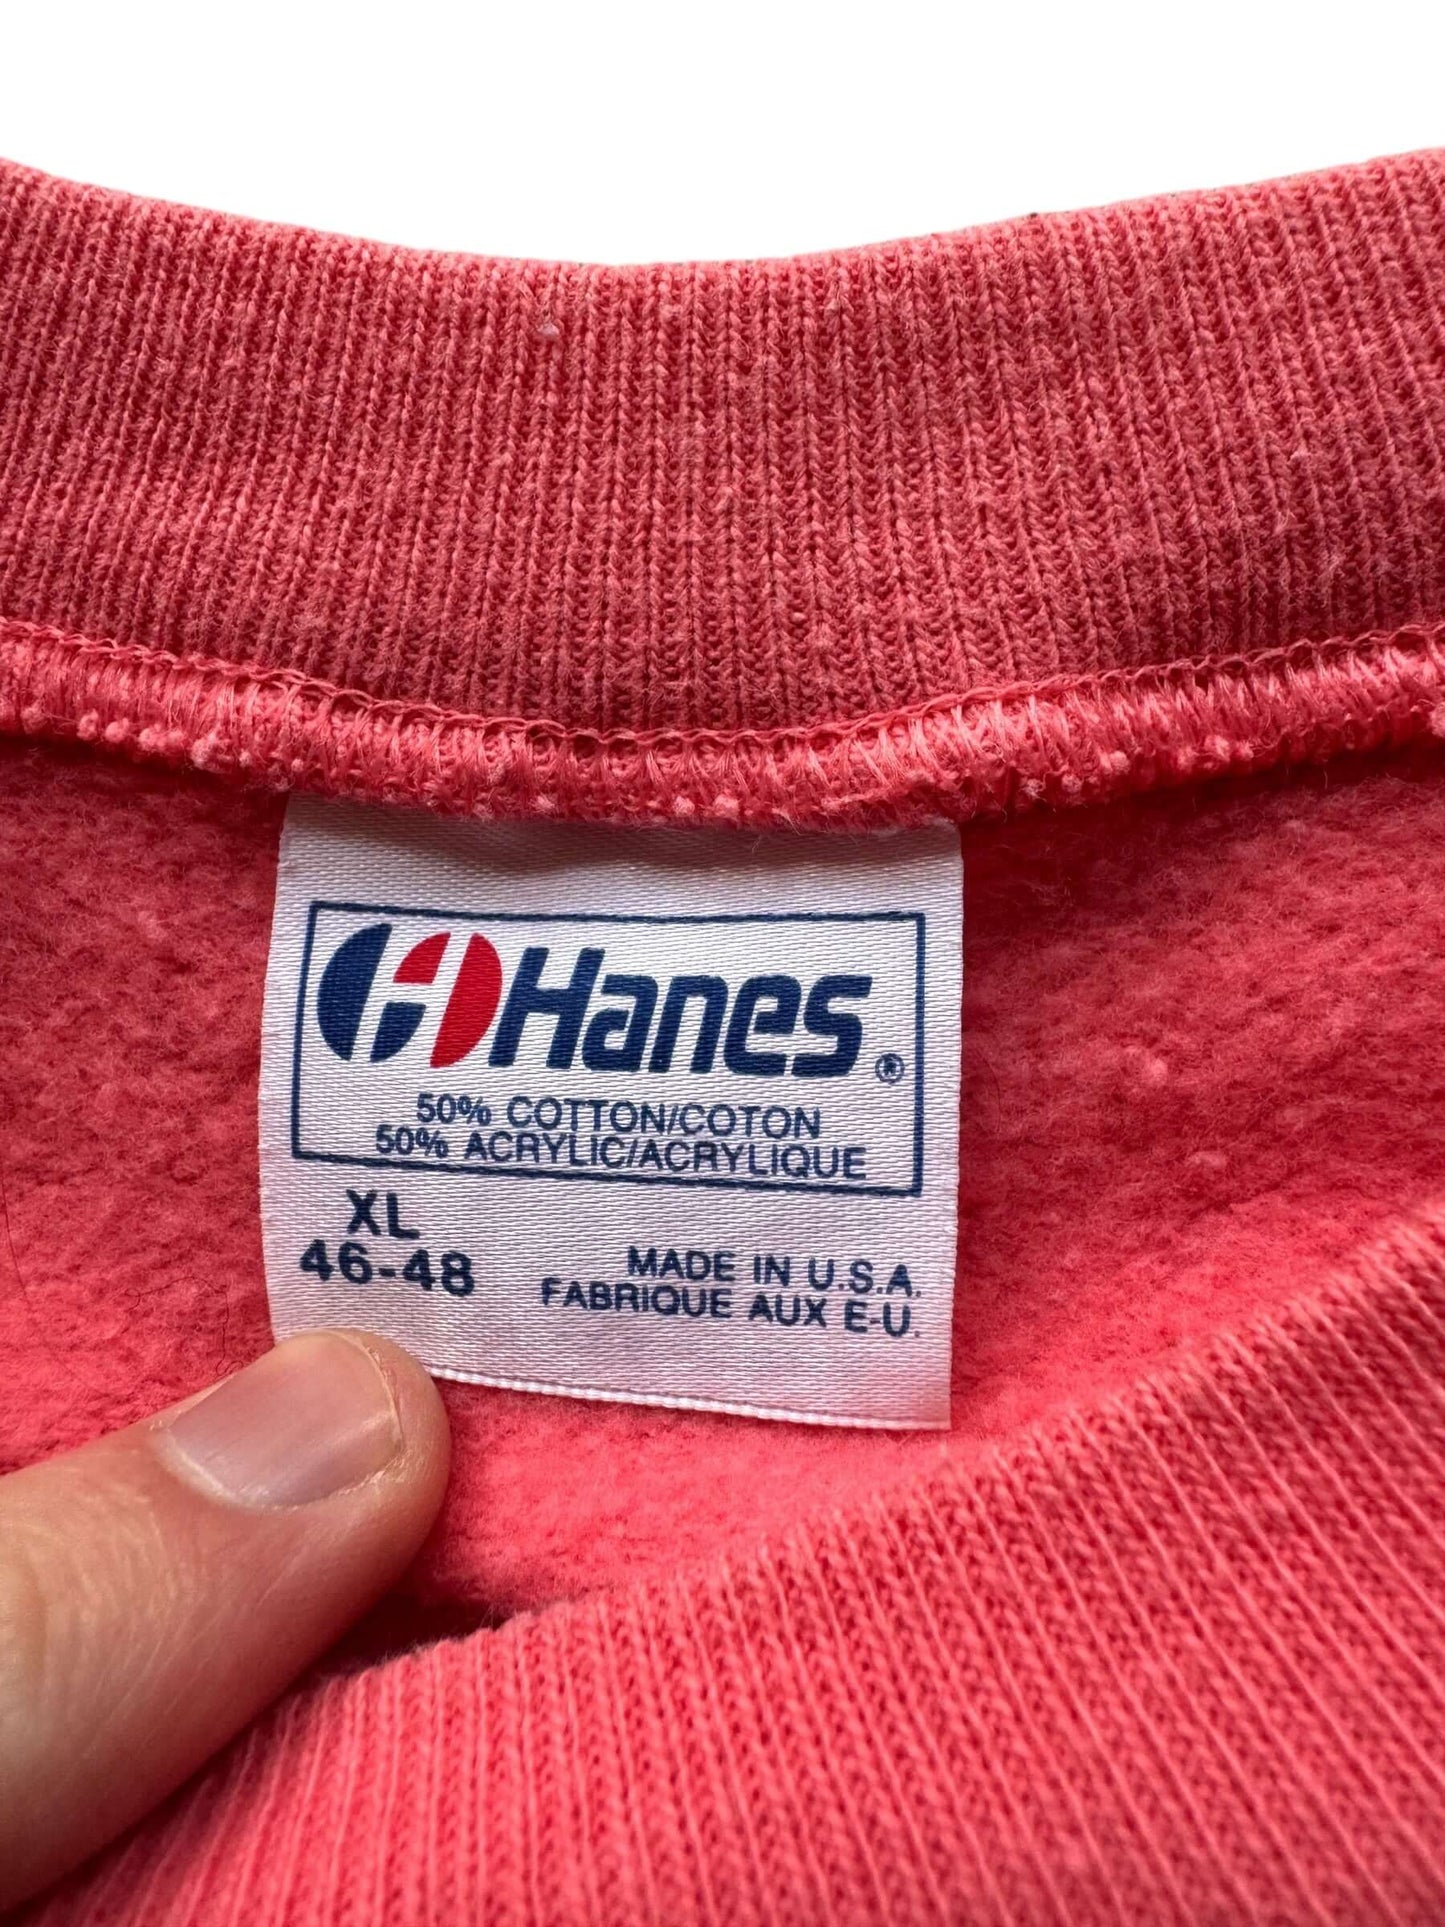 Hanes®
50% COTTON/COTON
50% ACRYLIC/ACRYLIQUE
XL
46-48
MADE IN U.S.A.
FABRIQUE AUX E-U.